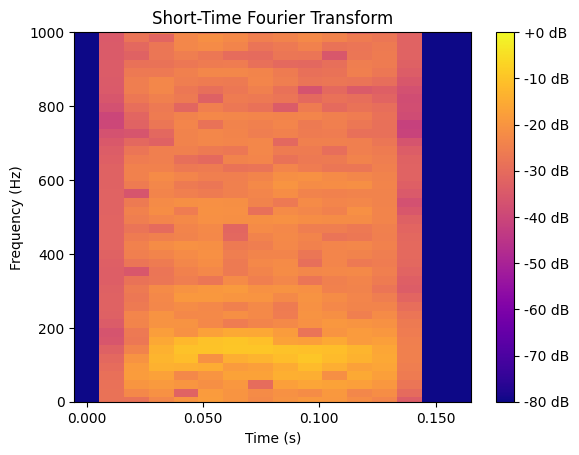 Short-Time Fourier Transform
1000
800
600
400
200
0
Frequency (Hz)
0.000
0.050
0.100
0.150
Time (s)
+0 dB
-10 dB
-20 dB
-30 dB
-40 dB
-50 dB
-60 dB
-70 dB
-80 dB